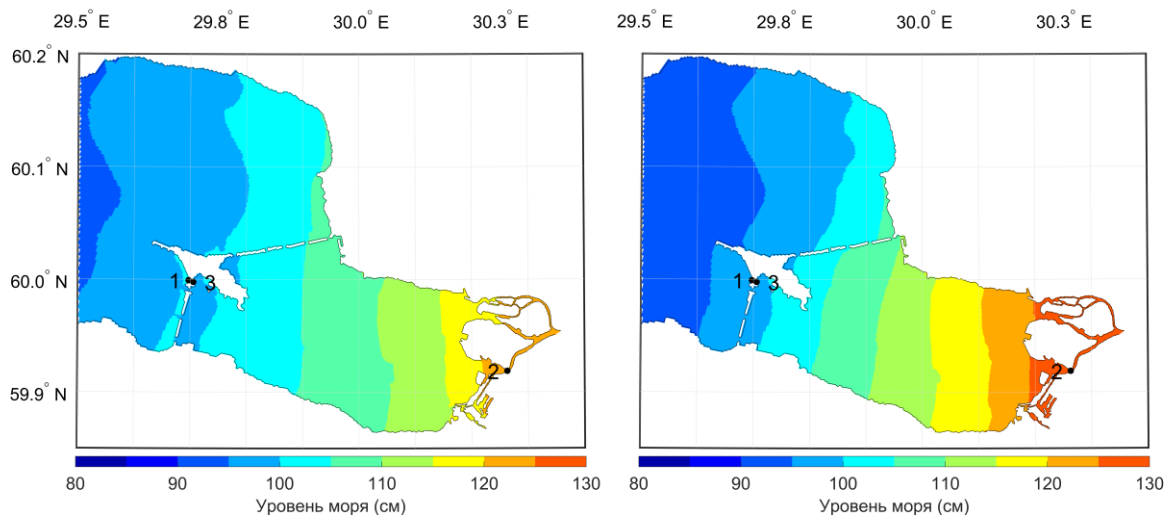 29.5° E 29.8° E 30.0° E 30.3° E 29.5° E 29.8° E 30.0° E 30.3° E
60.2° N
60.1° N
60.0° N
59.9° N
1 3
2
1 3
2
80 90 100 110 120 130 80 90 100 110 120 130
Уровень моря (см) Уровень моря (см)